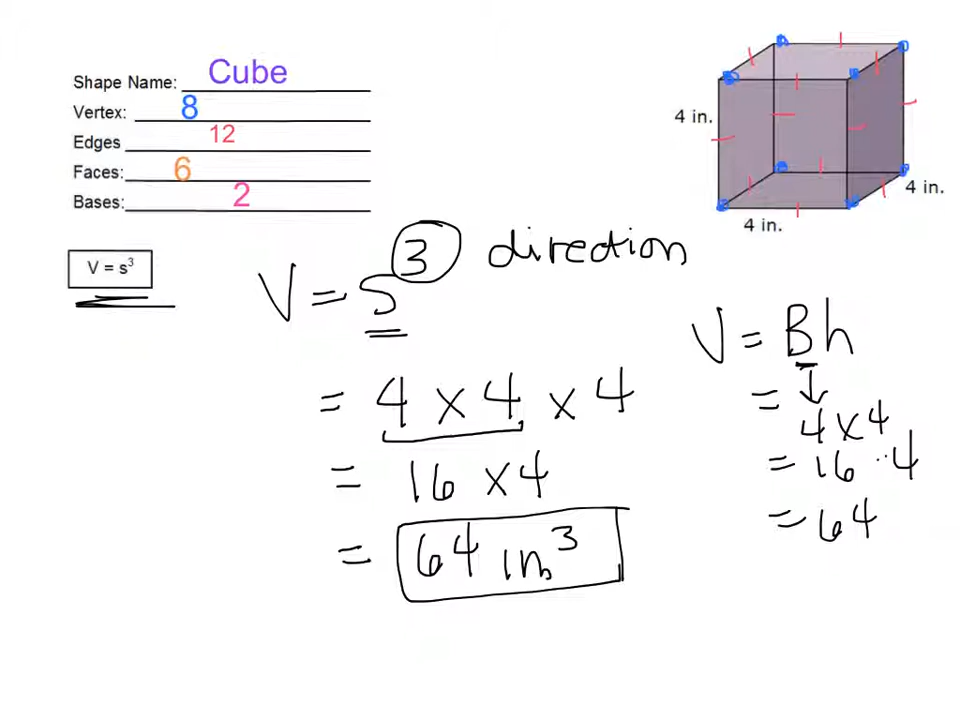 Shape Name: Cube
Vertex: 8
Edges 12
Faces: 6
Bases: 2
4 in.
4 in.
4 in.
V = s³
V = s³ direction
= 4 x 4 x 4
= 16 x 4
= 64 in³
V = Bh
= ↓
4 x 4
= 16 · 4
= 64